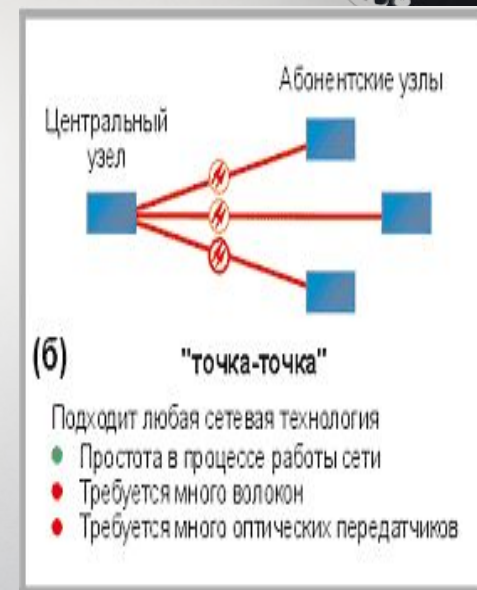 Абонентские узлы
Центральный
узел
(б)
"точка-точка"
Подходит любая сетевая технология
Простота в процессе работы сети
Требуется много волокон
Требуется много оптических передатчиков